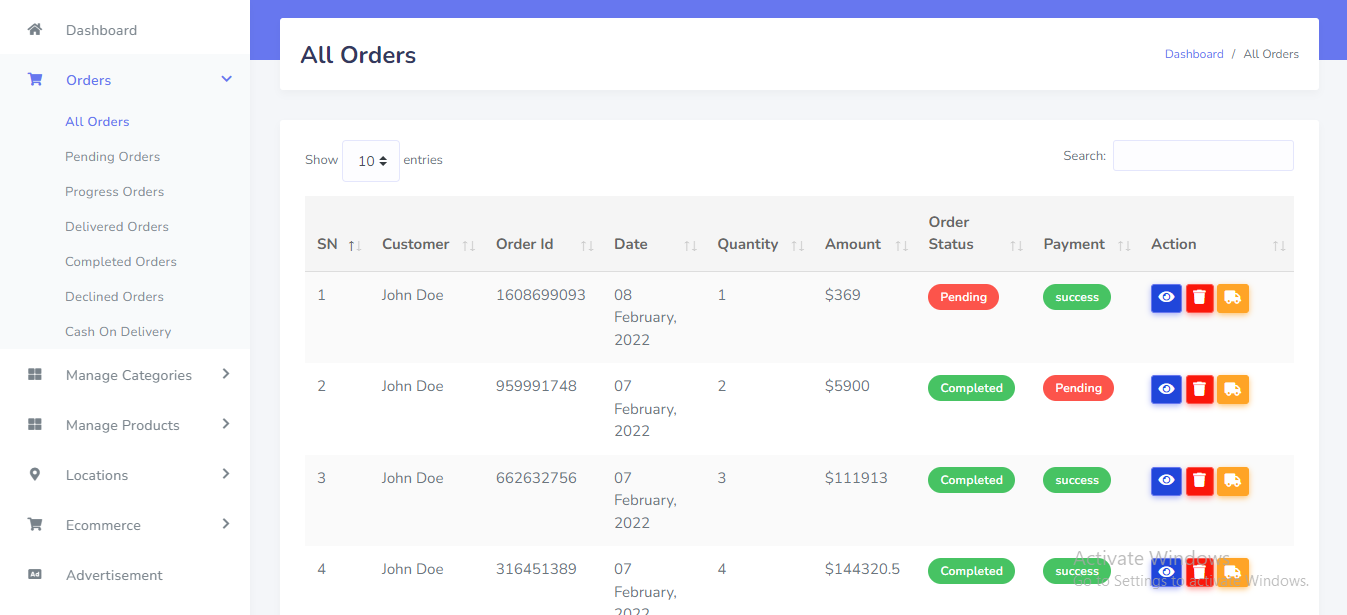 Dashboard
Orders
All Orders
Pending Orders
Progress Orders
Delivered Orders
Completed Orders
Declined Orders
Cash On Delivery
Manage Categories
Manage Products
Locations
Ecommerce
Ad Advertisement
All Orders
Dashboard / All Orders
Show 10 entries
Search:
SN Customer Order Id Date Quantity Amount Order Status Payment Action
1 John Doe 1608699093 08 February, 2022 1 $369 Pending success
2 John Doe 959991748 07 February, 2022 2 $5900 Completed Pending
3 John Doe 662632756 07 February, 2022 3 $111913 Completed success
4 John Doe 316451389 07 February, 2022 4 $144320.5 Completed success
Activate Windows
Go to Settings to activate Windows.